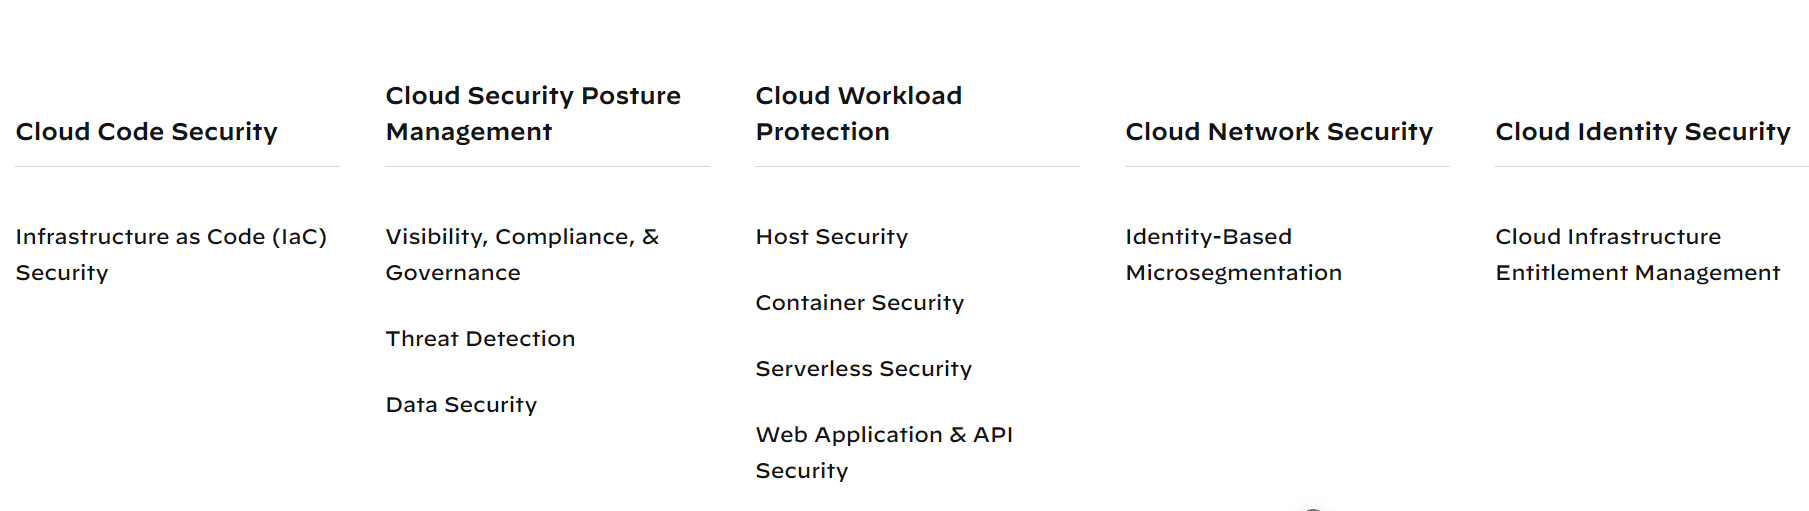 Cloud Code Security
Infrastructure as Code (IaC)
Security
Cloud Security Posture
Management
Visibility, Compliance, &
Governance
Threat Detection
Data Security
Cloud Workload
Protection
Host Security
Container Security
Serverless Security
Web Application & API
Security
Cloud Network Security
Identity-Based
Microsegmentation
Cloud Identity Security
Cloud Infrastructure
Entitlement Management